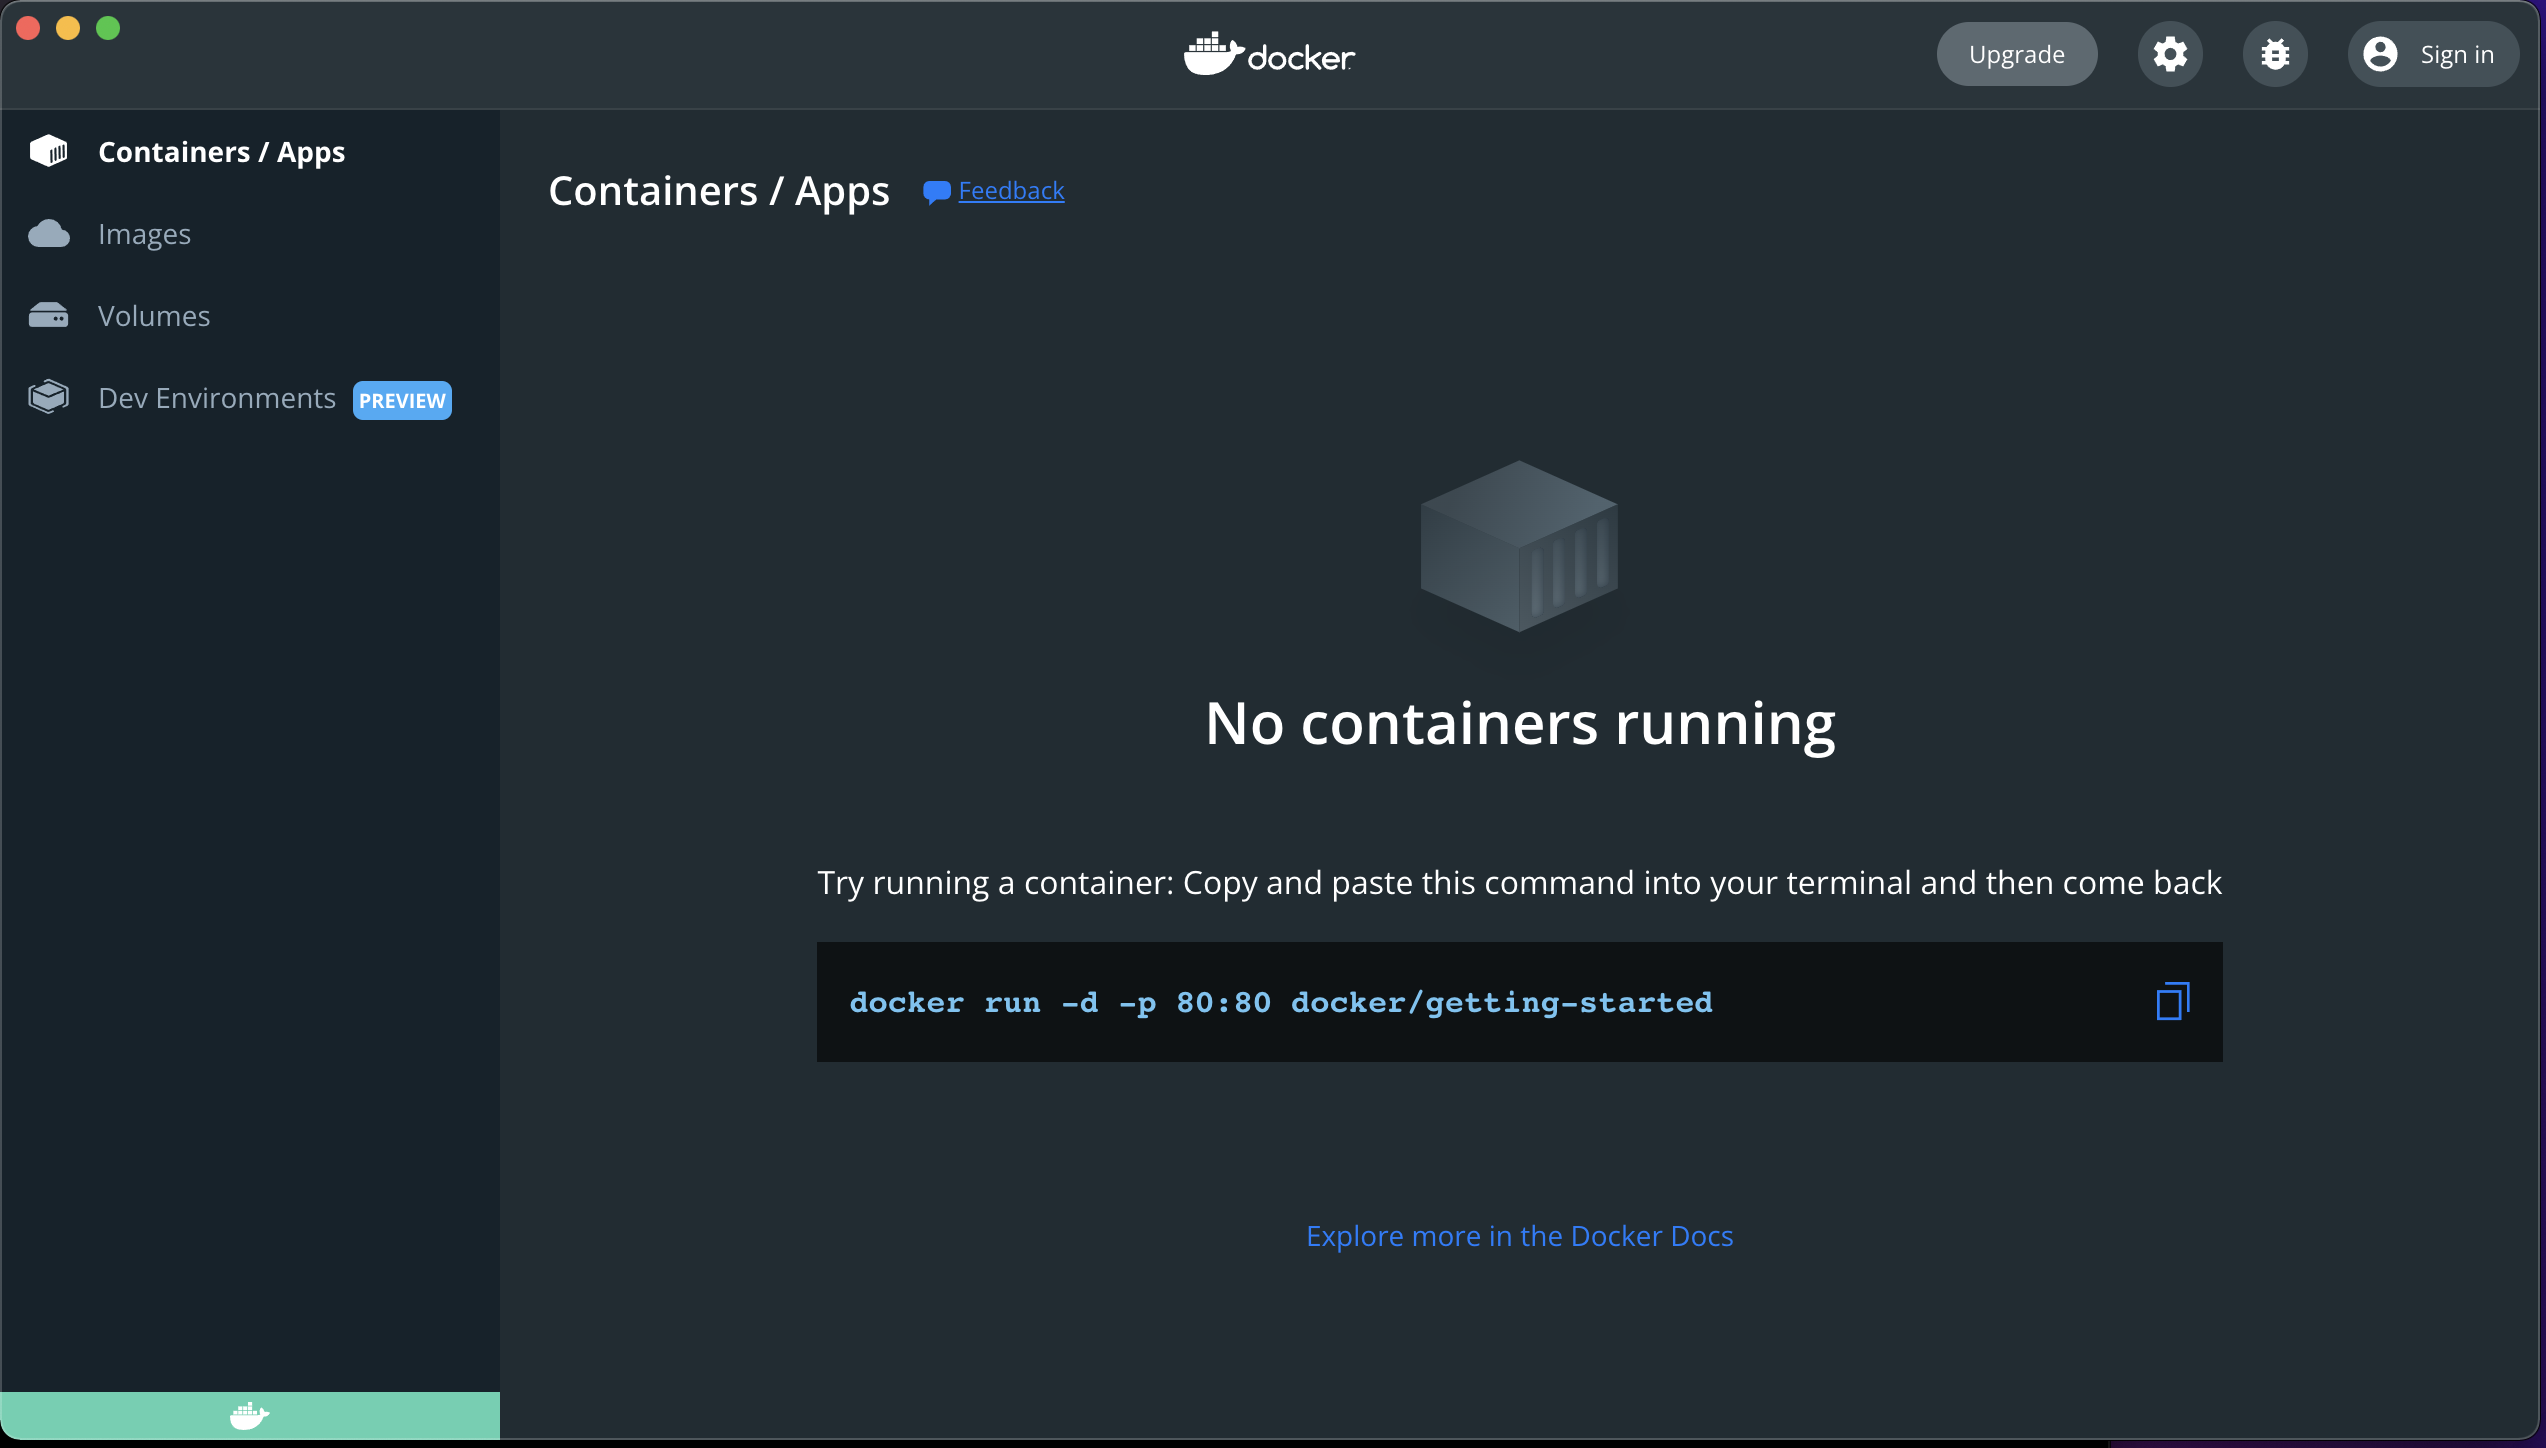 docker
Upgrade
Sign in
Containers / Apps
Images
Volumes
Dev Environments PREVIEW
Containers / Apps Feedback
No containers running
Try running a container: Copy and paste this command into your terminal and then come back
docker run -d -p 80:80 docker/getting-started
Explore more in the Docker Docs